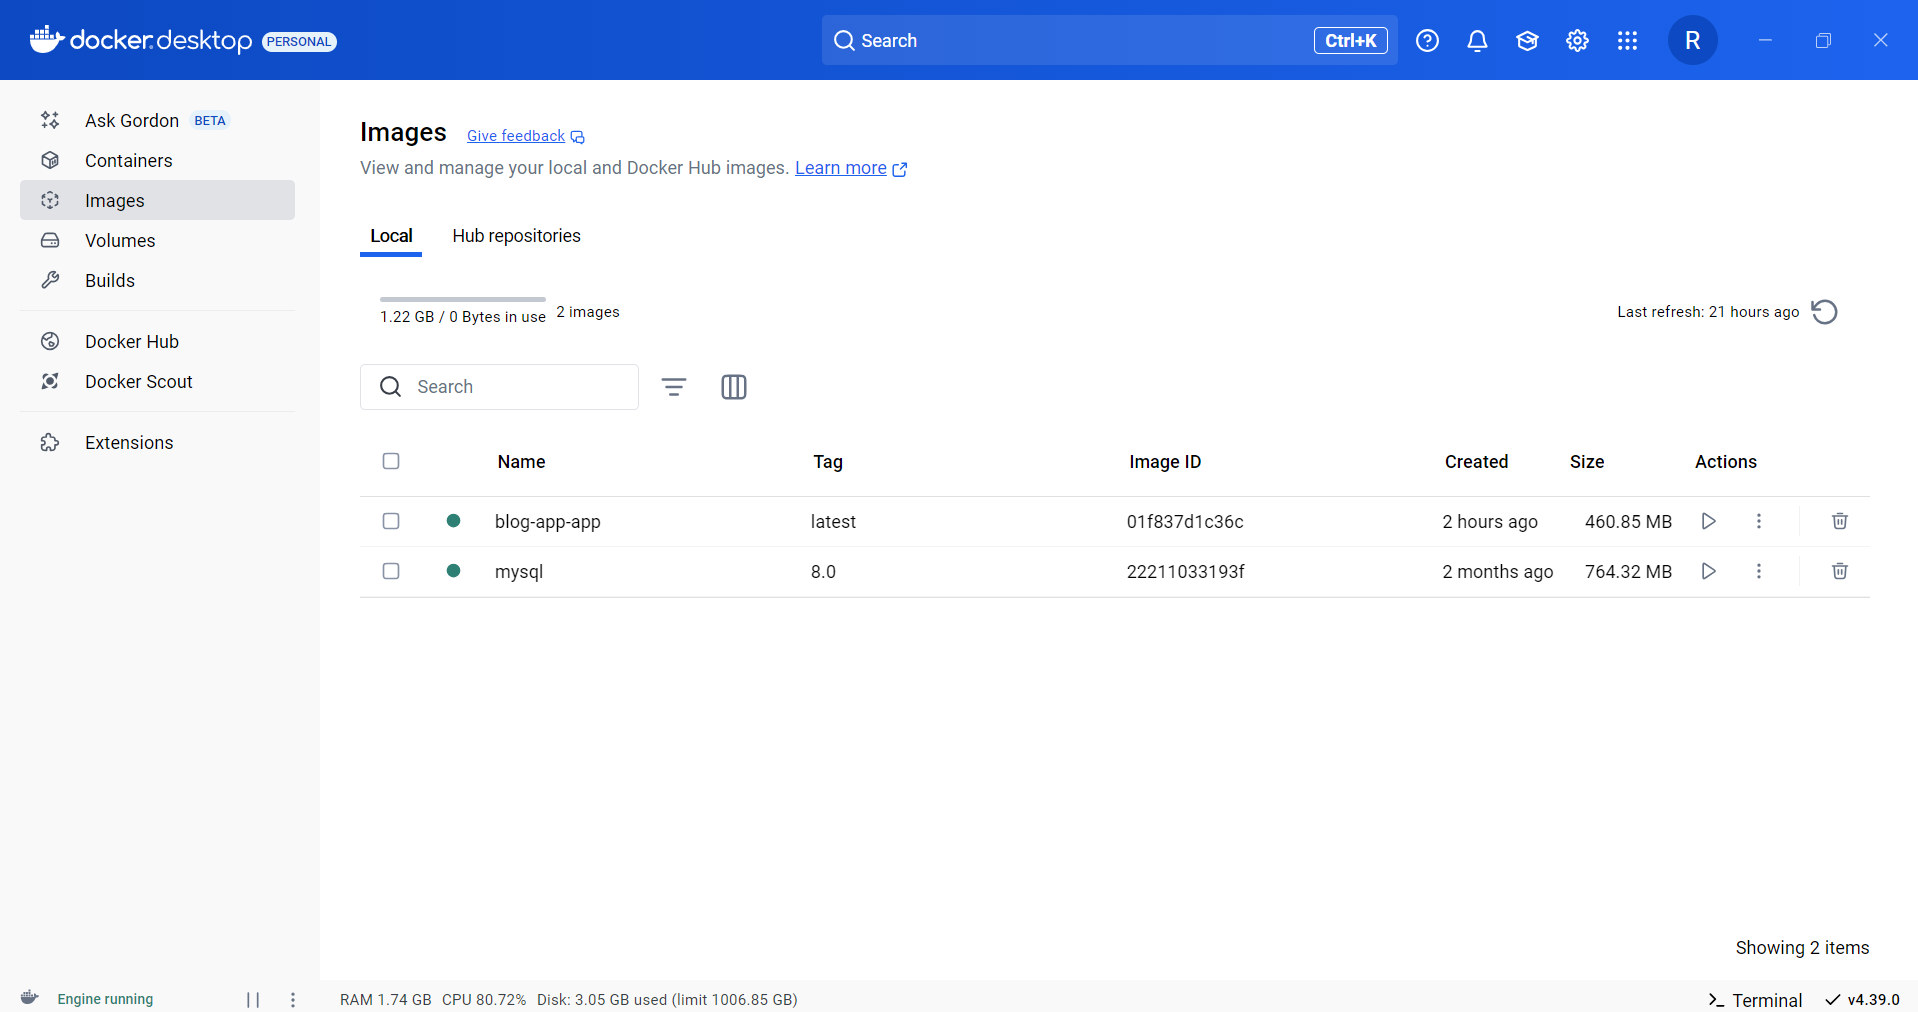 docker.desktop PERSONAL
Search Ctrl+K R
Ask Gordon BETA
Containers
Images
Volumes
Builds
Docker Hub
Docker Scout
Extensions
Images Give feedback
View and manage your local and Docker Hub images. Learn more
Local Hub repositories
1.22 GB / 0 Bytes in use 2 images
Last refresh: 21 hours ago
Search
Name Tag Image ID Created Size Actions
blog-app-app latest 01f837d1c36c 2 hours ago 460.85 MB
mysql 8.0 22211033193f 2 months ago 764.32 MB
Showing 2 items
Engine running RAM 1.74 GB CPU 80.72% Disk: 3.05 GB used (limit 1006.85 GB) Terminal v4.39.0